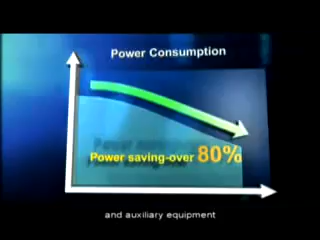 Power Consumption
Power saving-over 80%
and auxiliary equipment